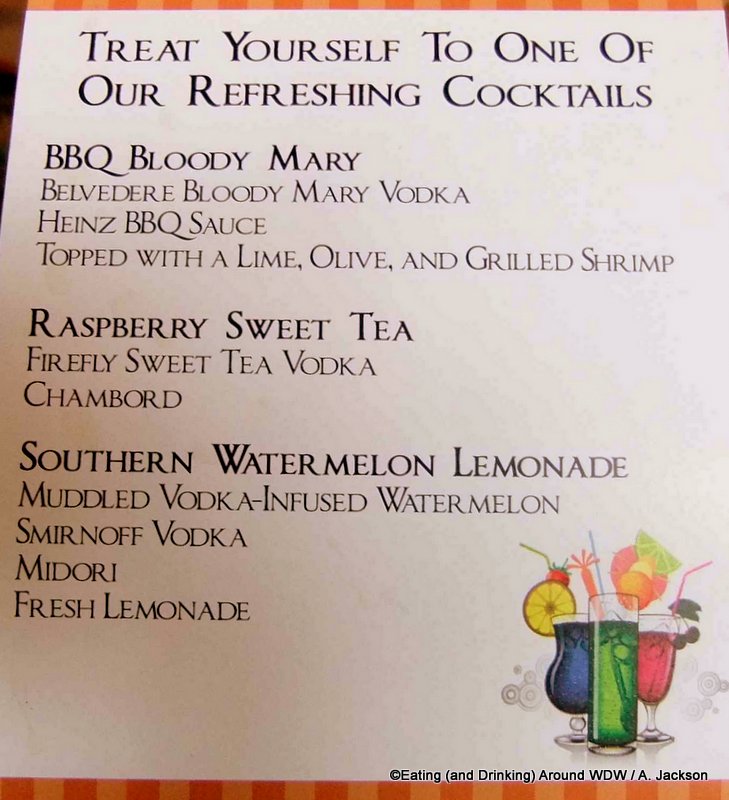 Treat Yourself To One Of
Our Refreshing Cocktails
BBQ Bloody Mary
Belvedere Bloody Mary Vodka
Heinz BBQ Sauce
Topped with a Lime, Olive, and Grilled Shrimp
Raspberry Sweet Tea
Firefly Sweet Tea Vodka
Chambord
Southern Watermelon Lemonade
Muddled Vodka-Infused Watermelon
Smirnoff Vodka
Midori
Fresh Lemonade
©Eating (and Drinking) Around WDW / A. Jackson